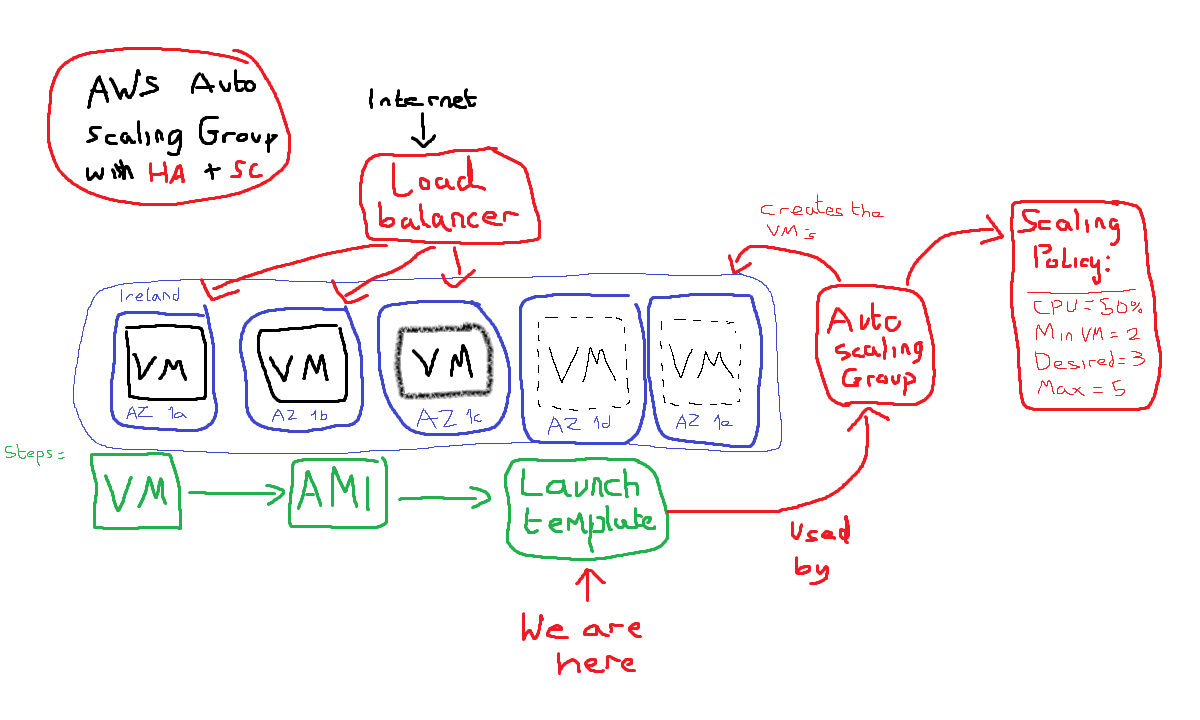 AWS Auto
Scaling Group
with HA + SC
Internet
Load
balancer
creates the
VMs
Scaling
Policy:
CPU = 50%
Min VM = 2
Desired = 3
Max = 5
Ireland
VM
AZ 1a
VM
AZ 1b
VM
AZ 1c
VM
AZ 1d
VM
AZ 1e
Auto
Scaling
Group
Steps=
VM
AMI
Launch
template
Used
by
We are
here